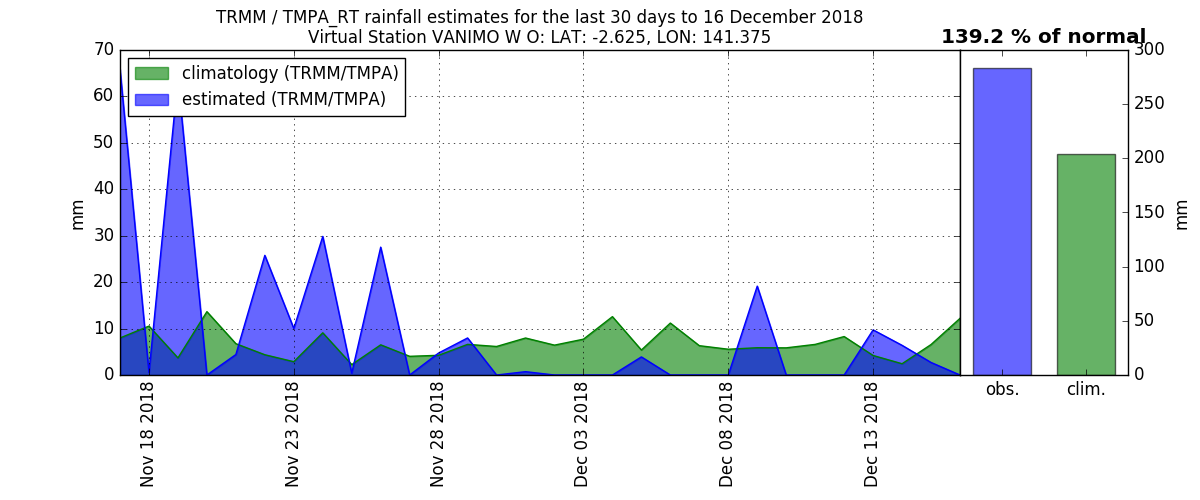 TRMM / TMPA_RT rainfall estimates for the last 30 days to 16 December 2018
Virtual Station VANIMO W O: LAT: -2.625, LON: 141.375
139.2 % of normal
climatology (TRMM/TMPA)
estimated (TRMM/TMPA)
70
60
50
40
30
20
10
0
mm
Nov 18 2018
Nov 23 2018
Nov 28 2018
Dec 03 2018
Dec 08 2018
Dec 13 2018
300
250
200
150
100
50
0
mm
obs.
clim.